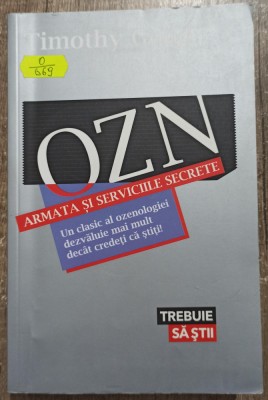 Timothy
O
669
OZN
ARMATA ȘI SERVICIILE SECRETE
Un clasic al ozenologiei
dezvăluie mai mult
decât credeți că știți!
TREBUIE
SĂ ȘTII